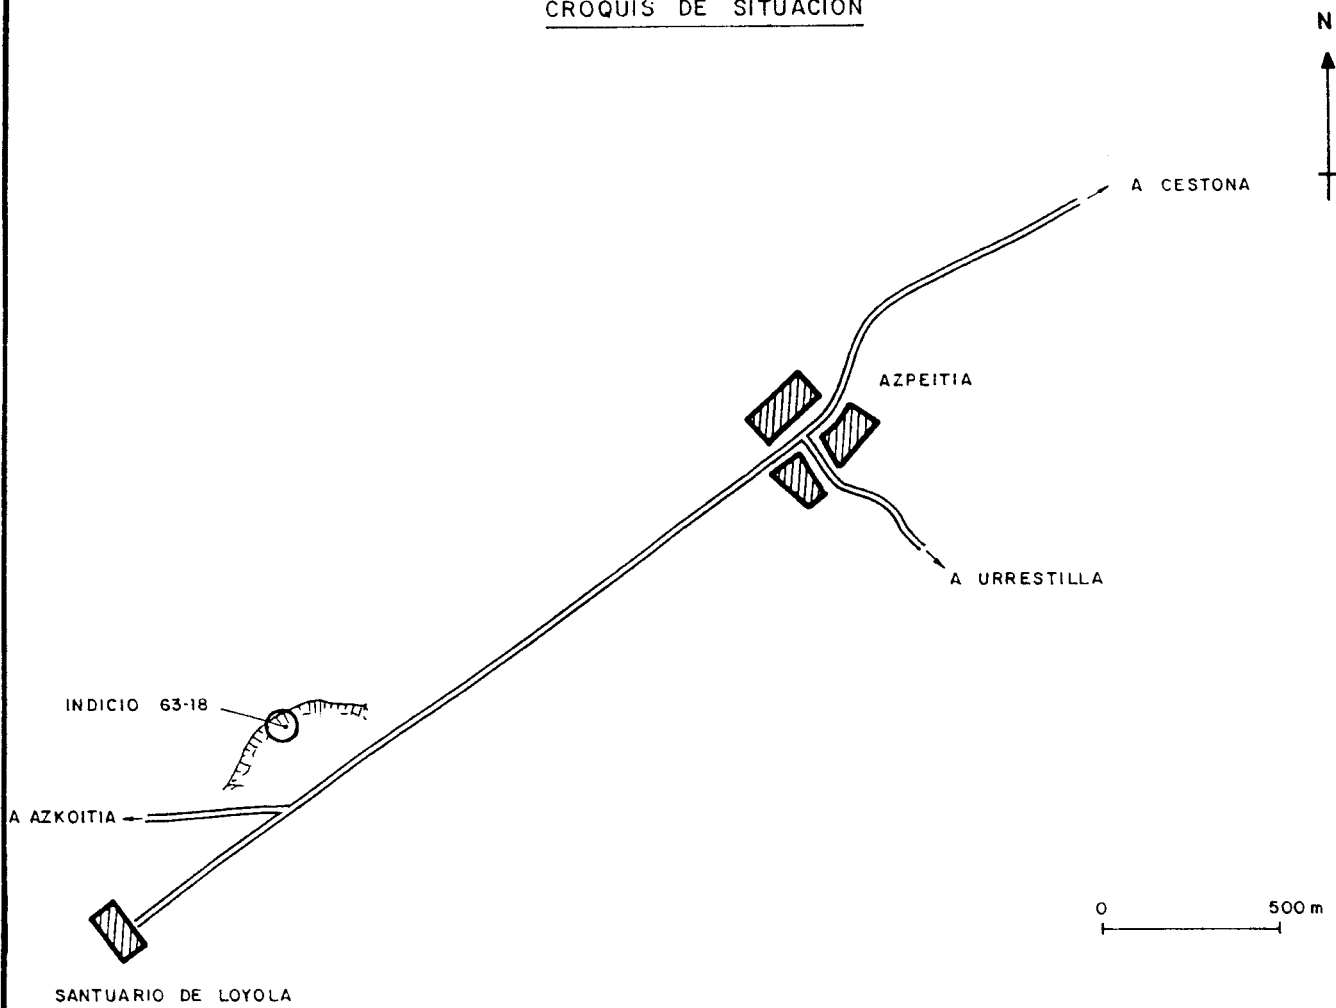 CROQUIS DE SITUACION
N
A CESTONA
AZPEITIA
A URRESTILLA
INDICIO 63-18
A AZKOITIA
0 500 m
SANTUARIO DE LOYOLA